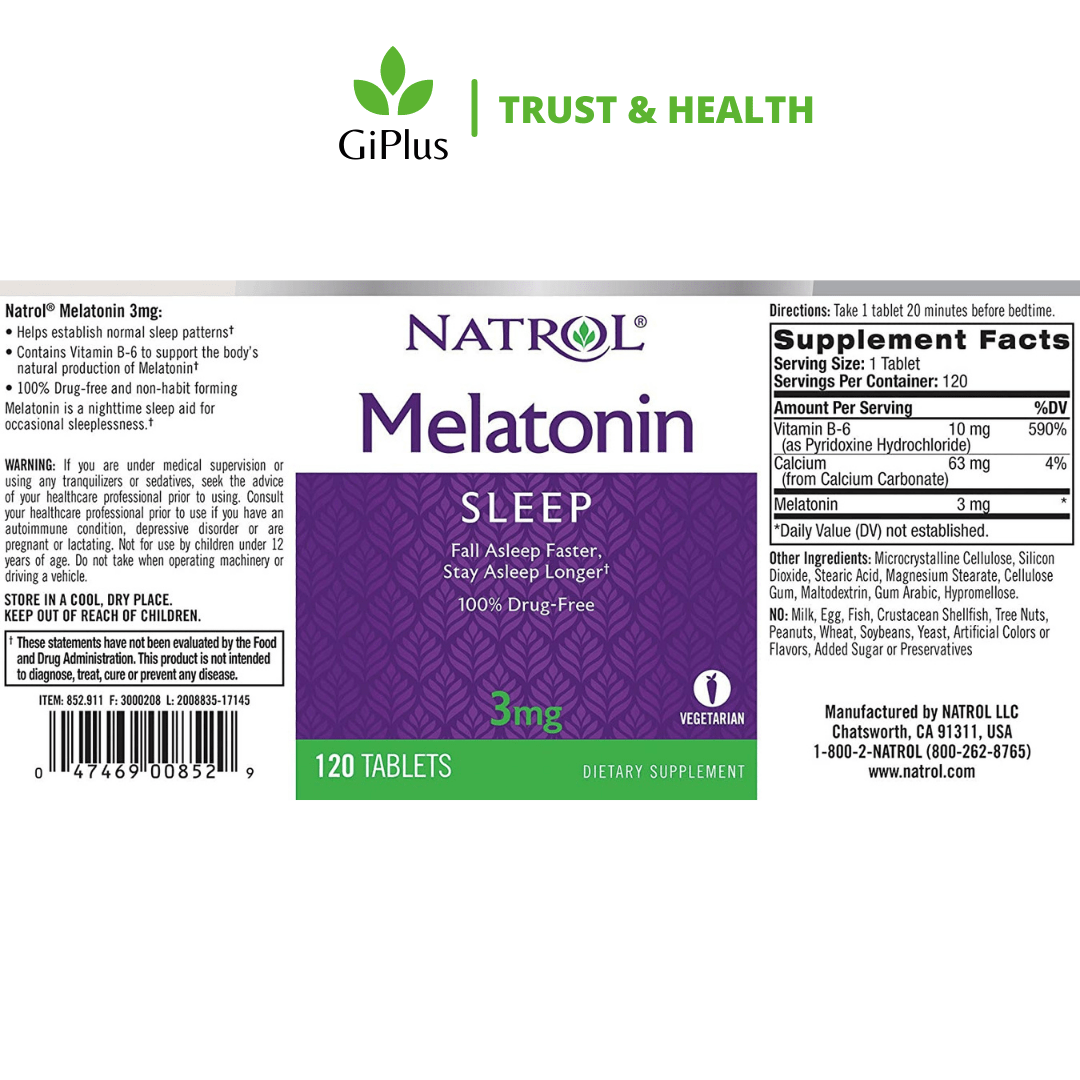 GiPlus
TRUST & HEALTH
Natrol® Melatonin 3mg:
• Helps establish normal sleep patterns†
• Contains Vitamin B-6 to support the body's
natural production of Melatonin†
• 100% Drug-free and non-habit forming
Melatonin is a nighttime sleep aid for
occasional sleeplessness.†
WARNING: If you are under medical supervision or
using any tranquilizers or sedatives, seek the advice
of your healthcare professional prior to using. Consult
your healthcare professional prior to use if you have an
autoimmune condition, depressive disorder or are
pregnant or lactating. Not for use by children under 12
years of age. Do not take when operating machinery or
driving a vehicle.
STORE IN A COOL, DRY PLACE.
KEEP OUT OF REACH OF CHILDREN.
† These statements have not been evaluated by the Food
and Drug Administration. This product is not intended
to diagnose, treat, cure or prevent any disease.
ITEM: 852.911 F: 3000208 L: 2008835-17145
0 47469 00852 9
NATROL®
Melatonin
SLEEP
Fall Asleep Faster,
Stay Asleep Longer†
100% Drug-Free
3mg
VEGETARIAN
120 TABLETS
DIETARY SUPPLEMENT
Directions: Take 1 tablet 20 minutes before bedtime.
Supplement Facts
Serving Size: 1 Tablet
Servings Per Container: 120
Amount Per Serving %DV
Vitamin B-6 10 mg 590%
(as Pyridoxine Hydrochloride)
Calcium 63 mg 4%
(from Calcium Carbonate)
Melatonin 3 mg *
*Daily Value (DV) not established.
Other Ingredients: Microcrystalline Cellulose, Silicon
Dioxide, Stearic Acid, Magnesium Stearate, Cellulose
Gum, Maltodextrin, Gum Arabic, Hypromellose.
NO: Milk, Egg, Fish, Crustacean Shellfish, Tree Nuts,
Peanuts, Wheat, Soybeans, Yeast, Artificial Colors or
Flavors, Added Sugar or Preservatives
Manufactured by NATROL LLC
Chatsworth, CA 91311, USA
1-800-2-NATROL (800-262-8765)
www.natrol.com